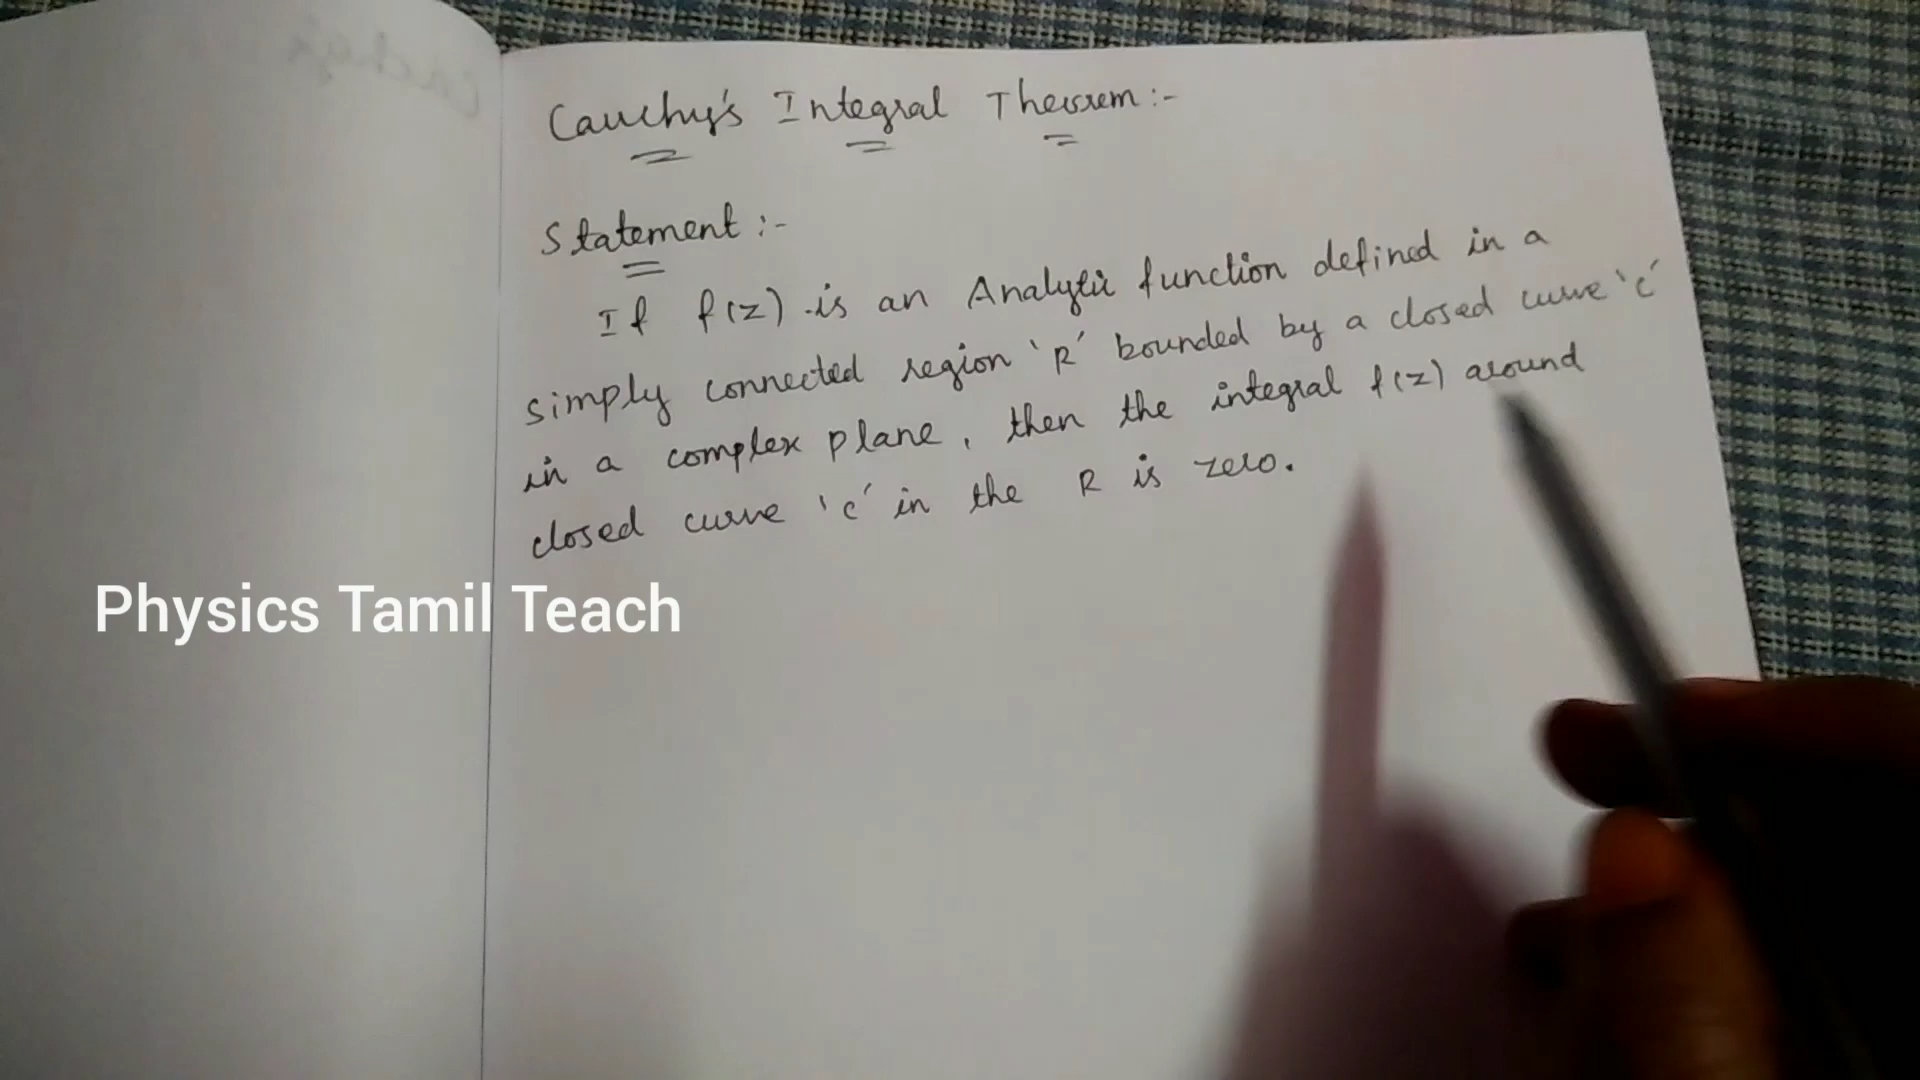 Cauchy's Integral Theorem :-
Statement :-
If f(z) is an Analytic function defined in a
simply connected region 'R' bounded by a closed curve 'c'
in a complex plane, then the integral f(z) around
closed curve 'c' in the R is zero.
Physics Tamil Teach